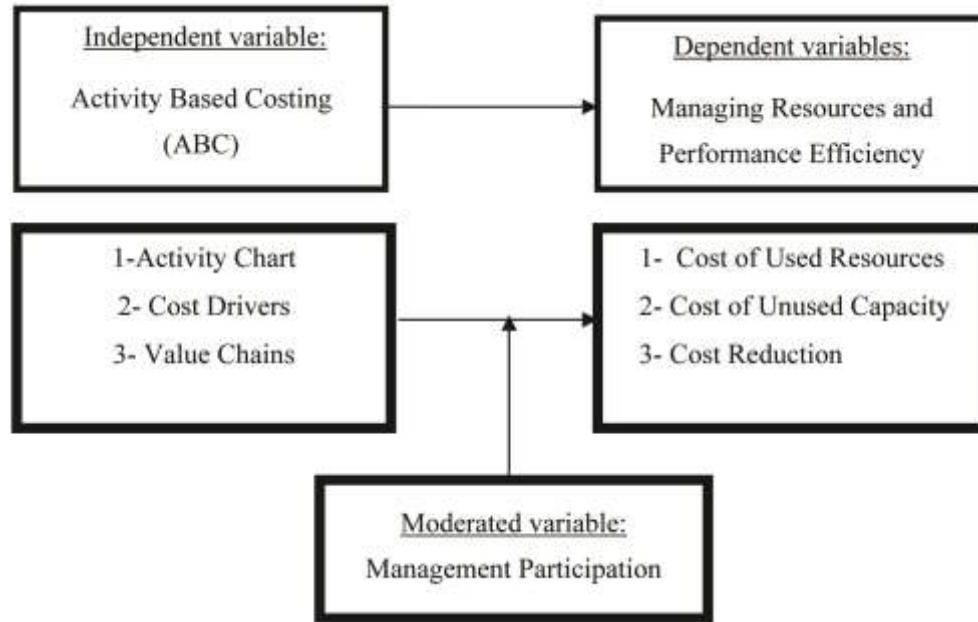 Independent variable:
Activity Based Costing
(ABC)
Dependent variables:
Managing Resources and
Performance Efficiency
1-Activity Chart
2- Cost Drivers
3- Value Chains
1- Cost of Used Resources
2- Cost of Unused Capacity
3- Cost Reduction
Moderated variable:
Management Participation